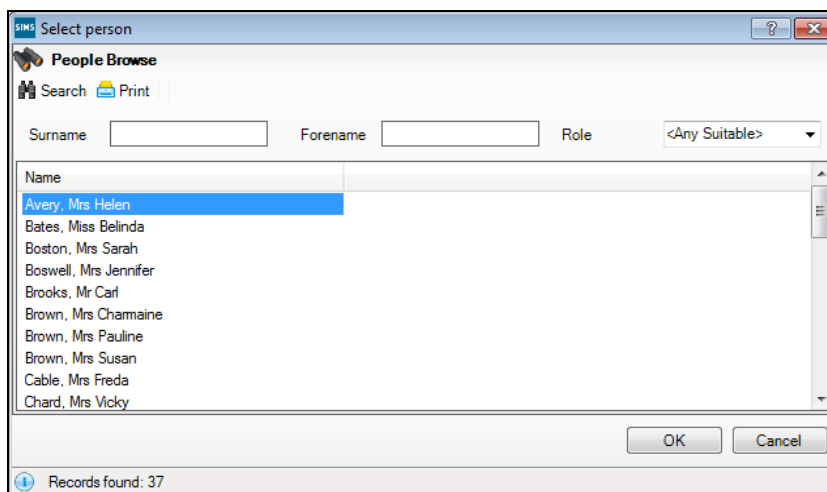 SIMS Select person
People Browse
Search Print
Surname Forename Role <Any Suitable>
Name
Avery, Mrs Helen
Bates, Miss Belinda
Boston, Mrs Sarah
Boswell, Mrs Jennifer
Brooks, Mr Carl
Brown, Mrs Charmaine
Brown, Mrs Pauline
Brown, Mrs Susan
Cable, Mrs Freda
Chard, Mrs Vicky
OK Cancel
Records found: 37